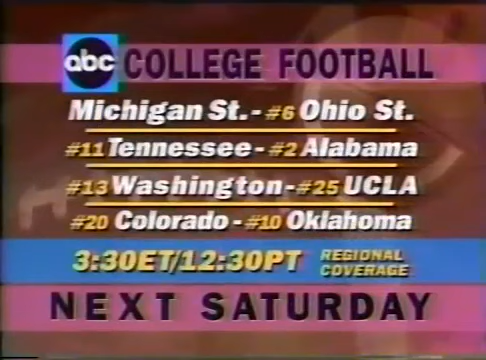 abc COLLEGE FOOTBALL
Michigan St.-#6 Ohio St.
#11 Tennessee-#2 Alabama
#13 Washington-#25 UCLA
#20 Colorado-#10 Oklahoma
3:30ET/12:30PT REGIONAL COVERAGE
NEXT SATURDAY